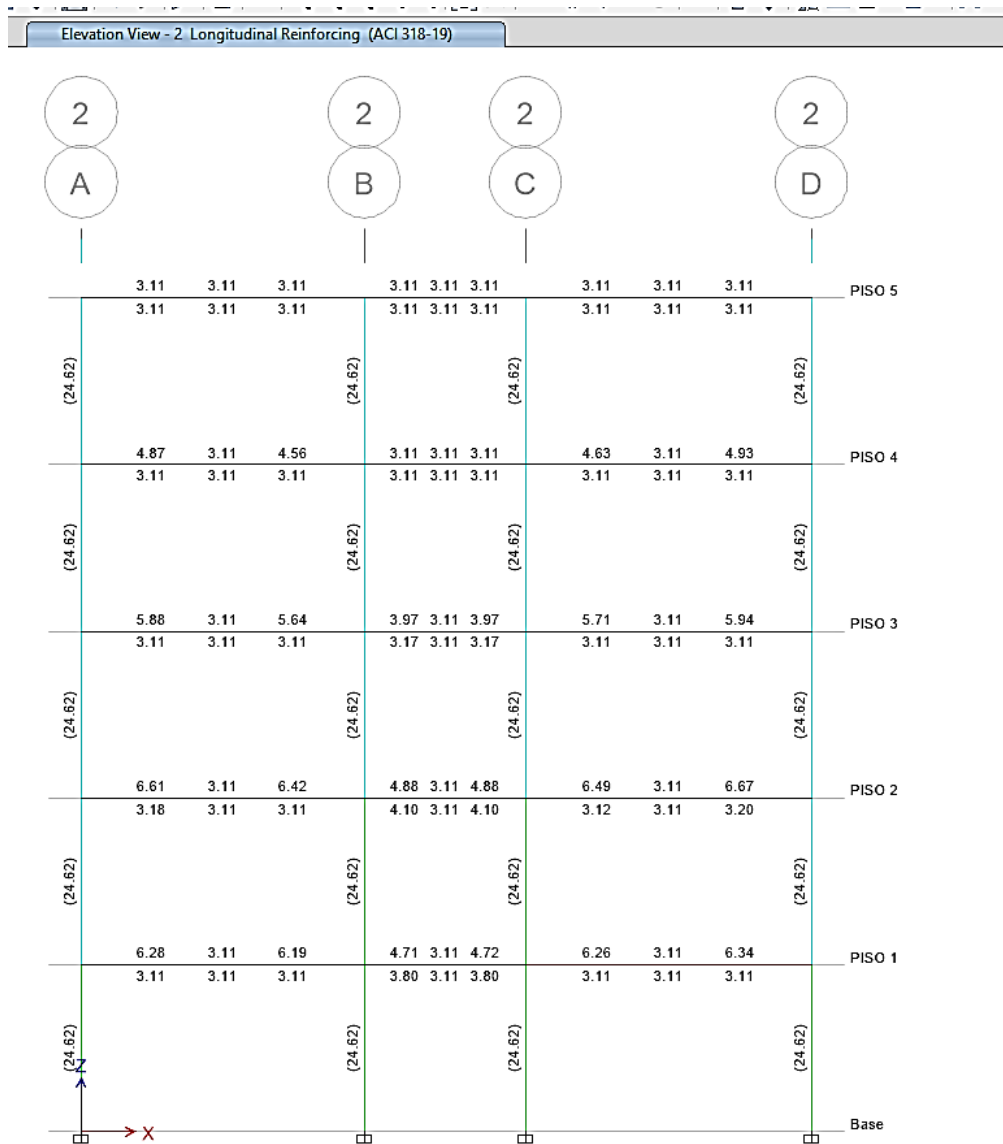 Elevation View - 2 Longitudinal Reinforcing (ACI 318-19)
2 2 2 2
A B C D
3.11 3.11 3.11 3.11 3.11 3.11 3.11 3.11 3.11
PISO 5
3.11 3.11 3.11 3.11 3.11 3.11 3.11 3.11 3.11
(24.62) (24.62) (24.62) (24.62)
4.87 3.11 4.56 3.11 3.11 3.11 4.63 3.11 4.93
PISO 4
3.11 3.11 3.11 3.11 3.11 3.11 3.11 3.11 3.11
(24.62) (24.62) (24.62) (24.62)
5.88 3.11 5.64 3.97 3.11 3.97 5.71 3.11 5.94
PISO 3
3.11 3.11 3.11 3.17 3.11 3.17 3.11 3.11 3.11
(24.62) (24.62) (24.62) (24.62)
6.61 3.11 6.42 4.88 3.11 4.88 6.49 3.11 6.67
PISO 2
3.18 3.11 3.11 4.10 3.11 4.10 3.12 3.11 3.20
(24.62) (24.62) (24.62) (24.62)
6.28 3.11 6.19 4.71 3.11 4.72 6.26 3.11 6.34
PISO 1
3.11 3.11 3.11 3.80 3.11 3.80 3.11 3.11 3.11
(24.62) (24.62) (24.62) (24.62)
Z
X
Base